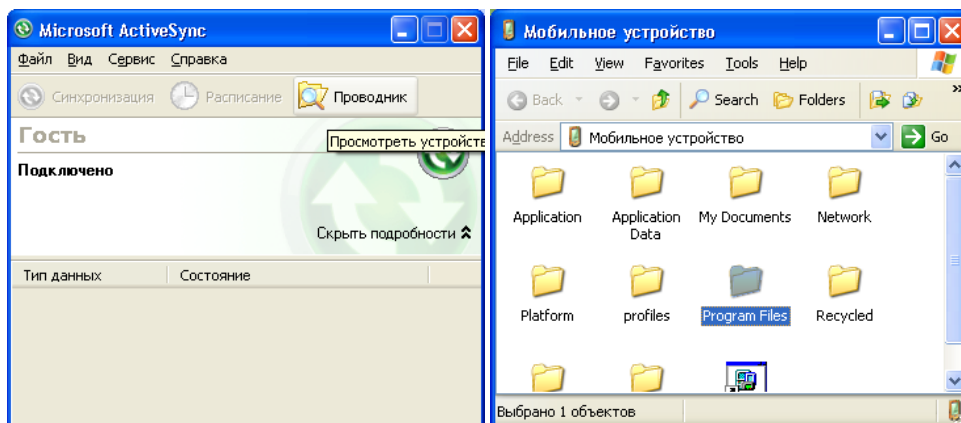 Microsoft ActiveSync
Файл Вид Сервис Справка
Синхронизация Расписание Проводник
Гость
Просмотреть устройств
Подключено
Скрыть подробности
Тип данных Состояние
Мобильное устройство
File Edit View Favorites Tools Help
Back Search Folders
Address Мобильное устройство Go
Application Application Data My Documents Network
Platform profiles Program Files Recycled
Выбрано 1 объектов